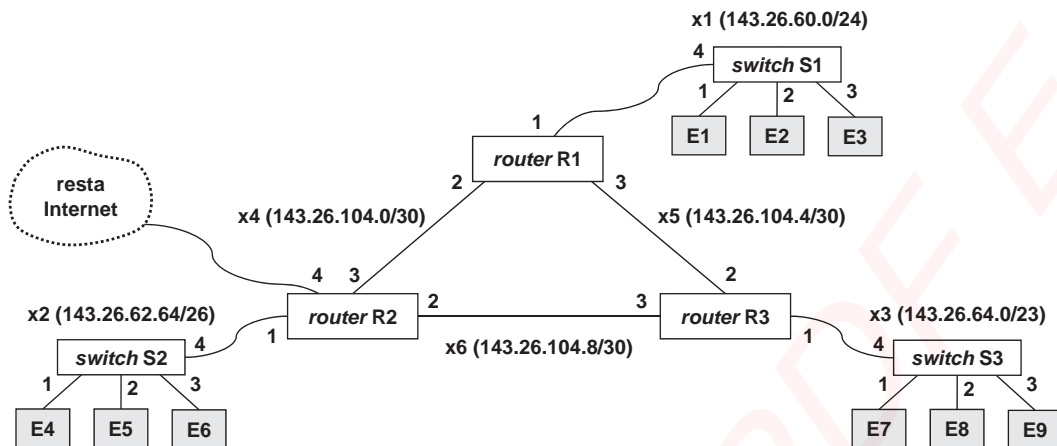 x1 (143.26.60.0/24)
4
switch S1
1
2
3
E1
E2
E3
1
router R1
2
3
resta
Internet
x4 (143.26.104.0/30)
x5 (143.26.104.4/30)
4
3
2
x2 (143.26.62.64/26)
router R2
2
3
router R3
x3 (143.26.64.0/23)
1
x6 (143.26.104.8/30)
1
4
switch S2
4
switch S3
1
2
3
1
2
3
E4
E5
E6
E7
E8
E9
PDF E